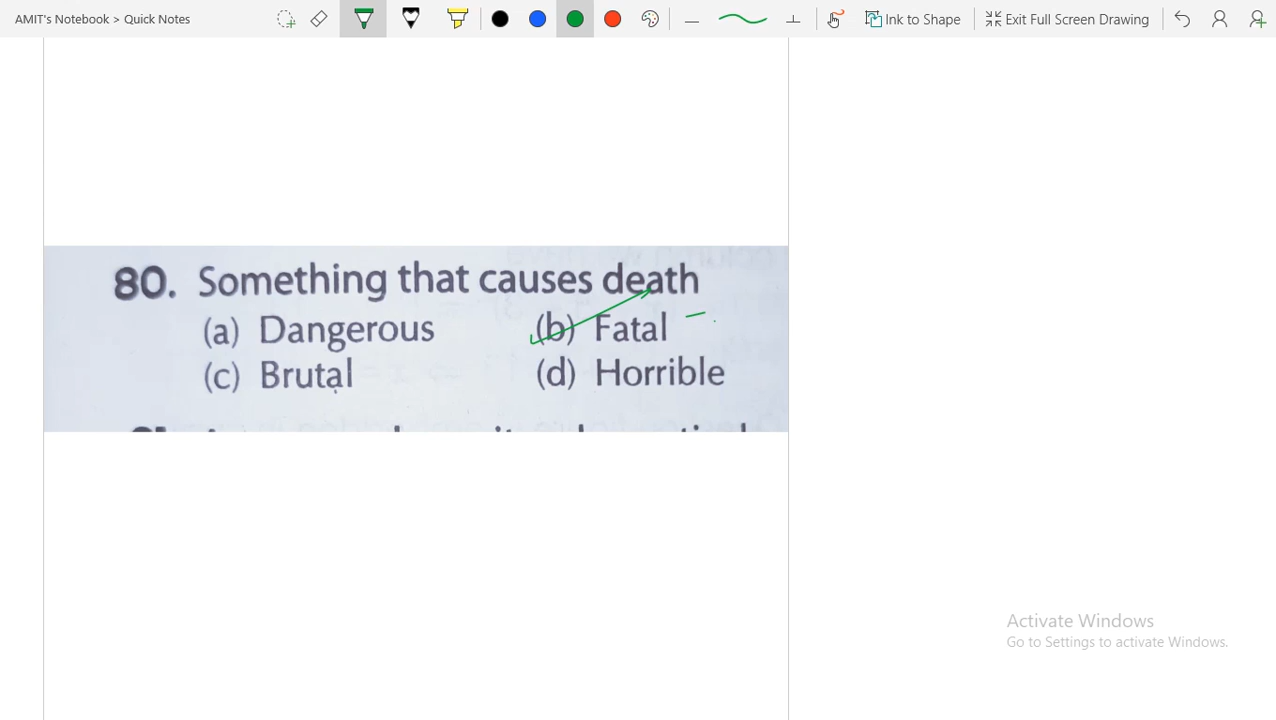 AMIT's Notebook > Quick Notes
Ink to Shape
Exit Full Screen Drawing
80. Something that causes death
(a) Dangerous (b) Fatal
(c) Brutal (d) Horrible
Activate Windows
Go to Settings to activate Windows.